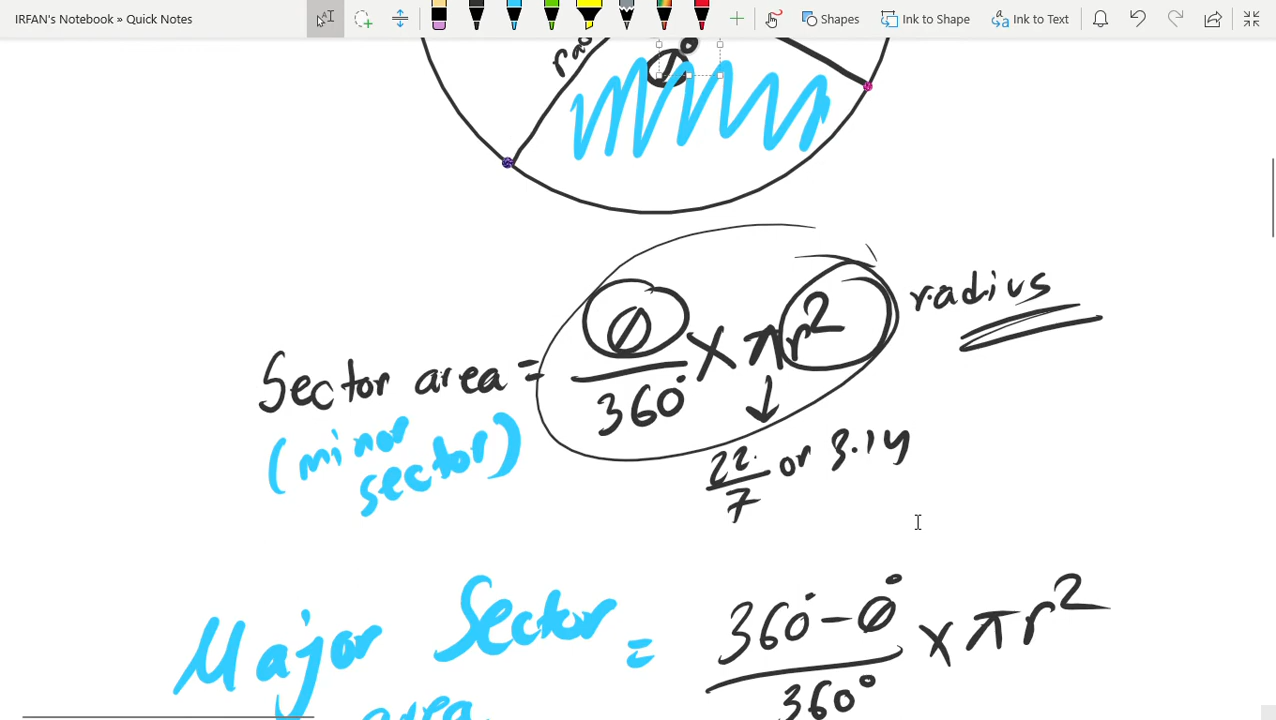 IRFAN's Notebook » Quick Notes
Shapes
Ink to Shape
Ink to Text
θ°
Sector area = θ/360° × πr² radius
(minor sector)
22/7 or 3.14
Major Sector area = 360° - θ°/360° × πr²